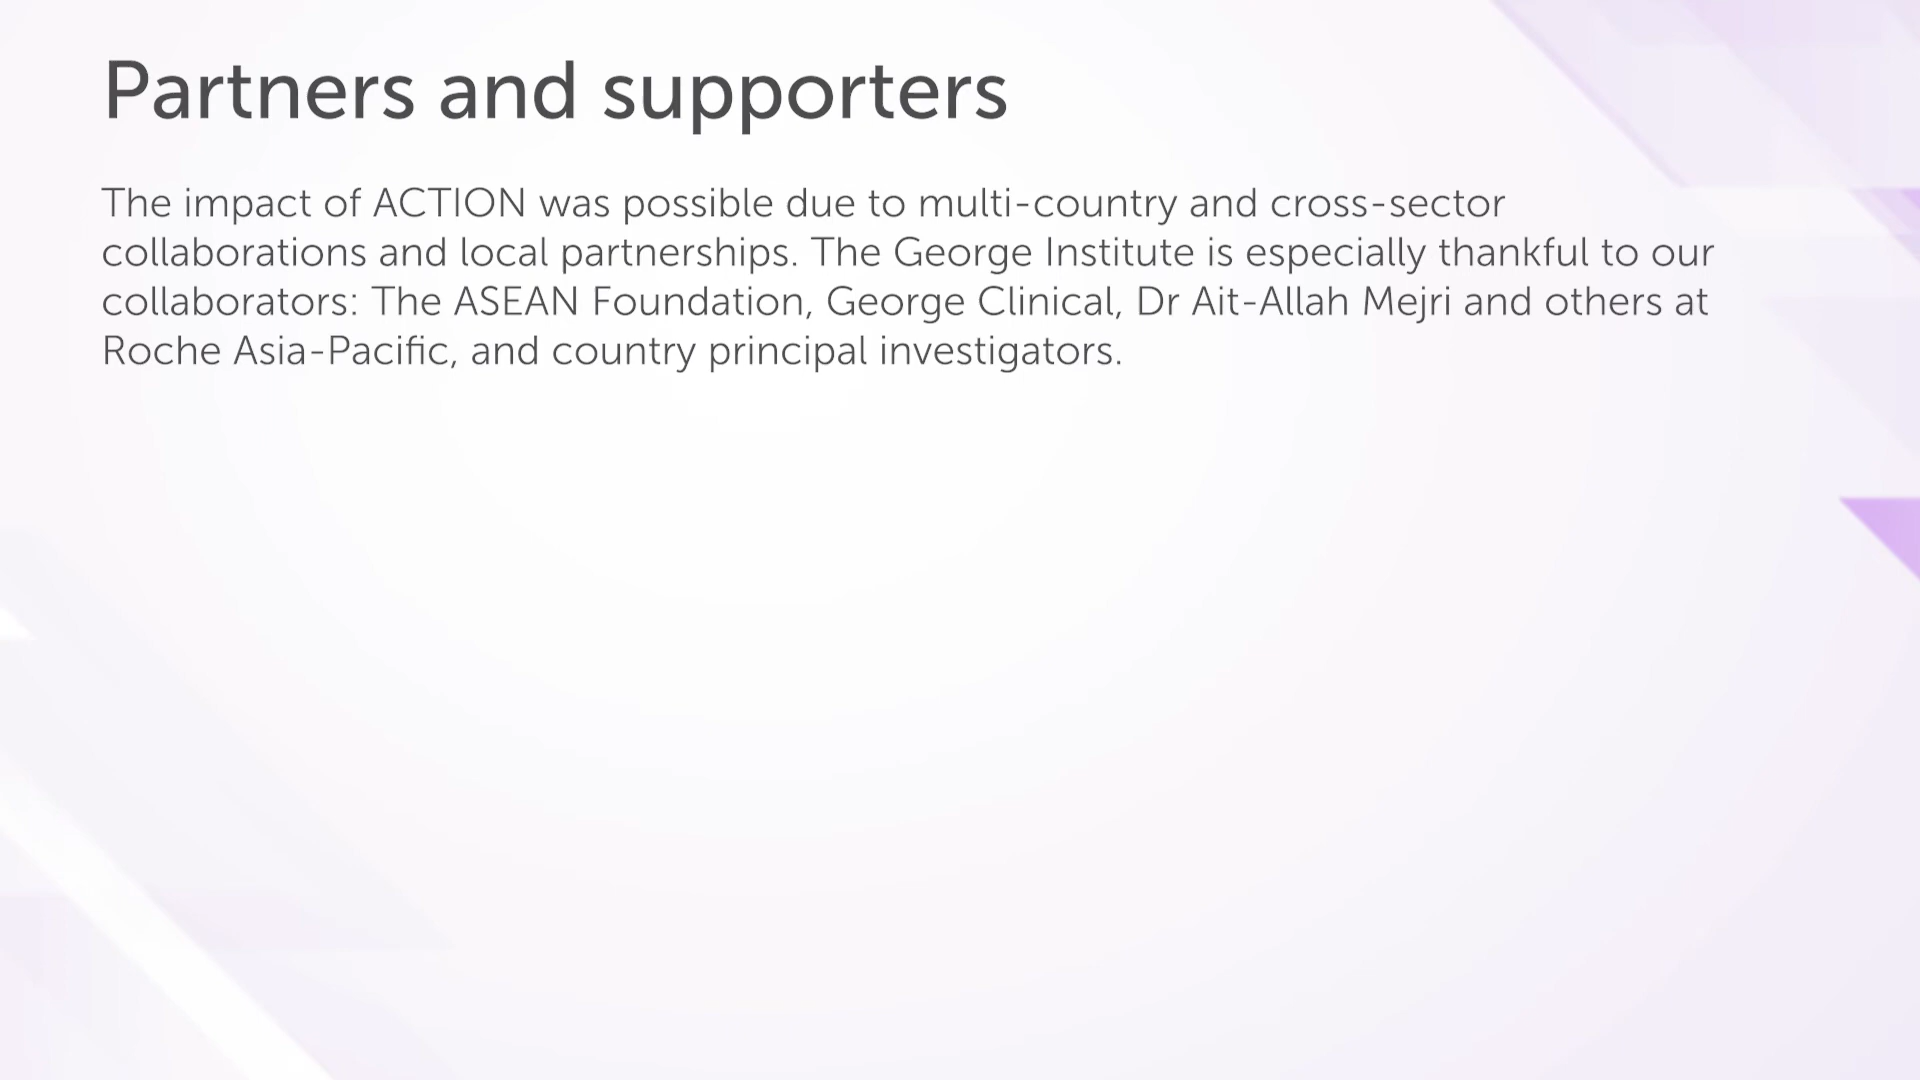 Partners and supporters
The impact of ACTION was possible due to multi-country and cross-sector
collaborations and local partnerships. The George Institute is especially thankful to our
collaborators: The ASEAN Foundation, George Clinical, Dr Ait-Allah Mejri and others at
Roche Asia-Pacific, and country principal investigators.